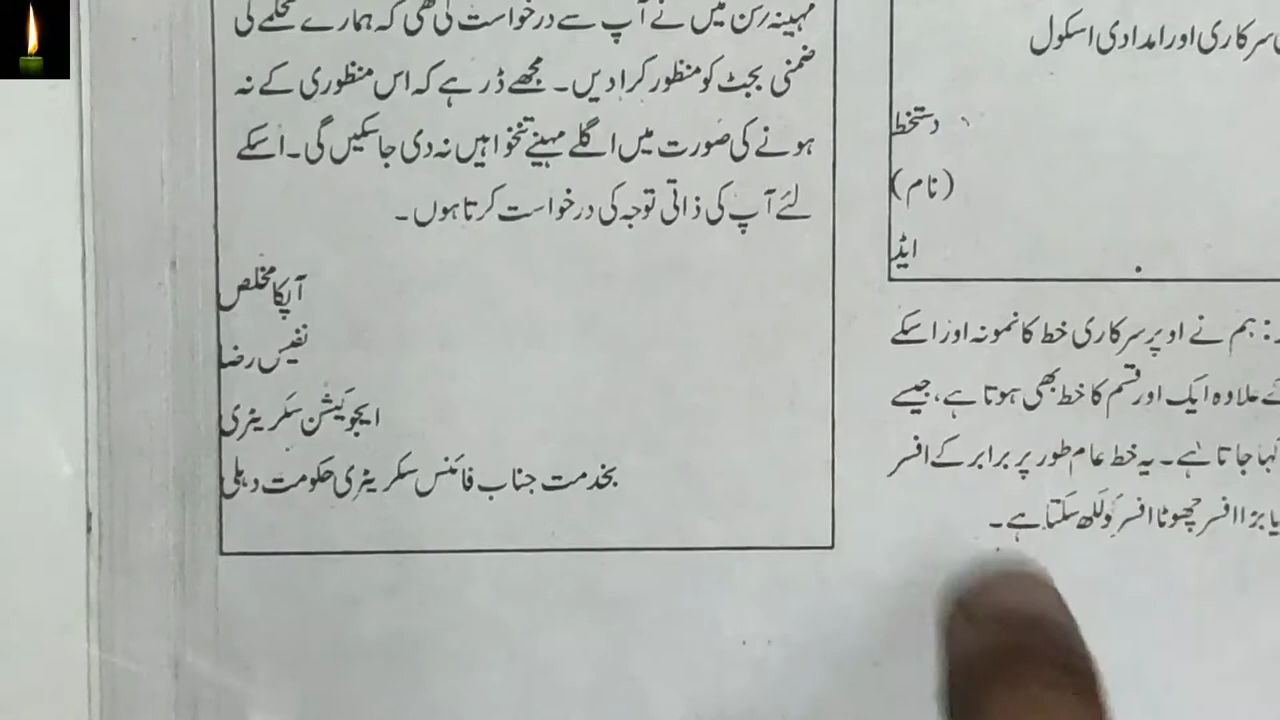 سرکاری اور امدادی اسکول
دستخط
(نام)
ایڈ
: ہم نے اوپر سرکاری خط کا نمونہ اور اسکے
علاوہ ایک اور قسم کا خط بھی ہوتا ہے، جیسے
کہا جاتا ہے۔ یہ خط عام طور پر برابر کے افسر
یا بڑا افسر چھوٹا افسر کو لکھ سکتا ہے۔
میں نے آپ سے درخواست کی تھی کہ ہمارے محکمے کی
ضمنی بجٹ کو منظور کرا دیں۔ مجھے ڈر ہے کہ اس منظوری کے نہ
ہونے کی صورت میں اگلے مہینے تنخواہیں نہ دی جاسکیں گی۔ اسکے
لئے آپ کی ذاتی توجہ کی درخواست کرتا ہوں۔
آپکا مخلص
نفیس رضا
ایجوکیشن سکریٹری
بخدمت جناب فائنس سکریٹری حکومت دہلی